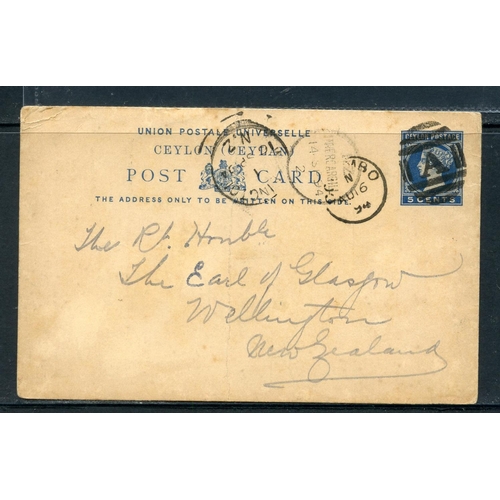 UNION POSTALE UNIVERSELLE
CEYLON (CEYLAN)
POST CARD
THE ADDRESS ONLY TO BE WRITTEN ON THIS
CEYLON POSTAGE
5 CENTS
A
The Rt. Honble
The Earl of Glasgow
Wellington
New Zealand